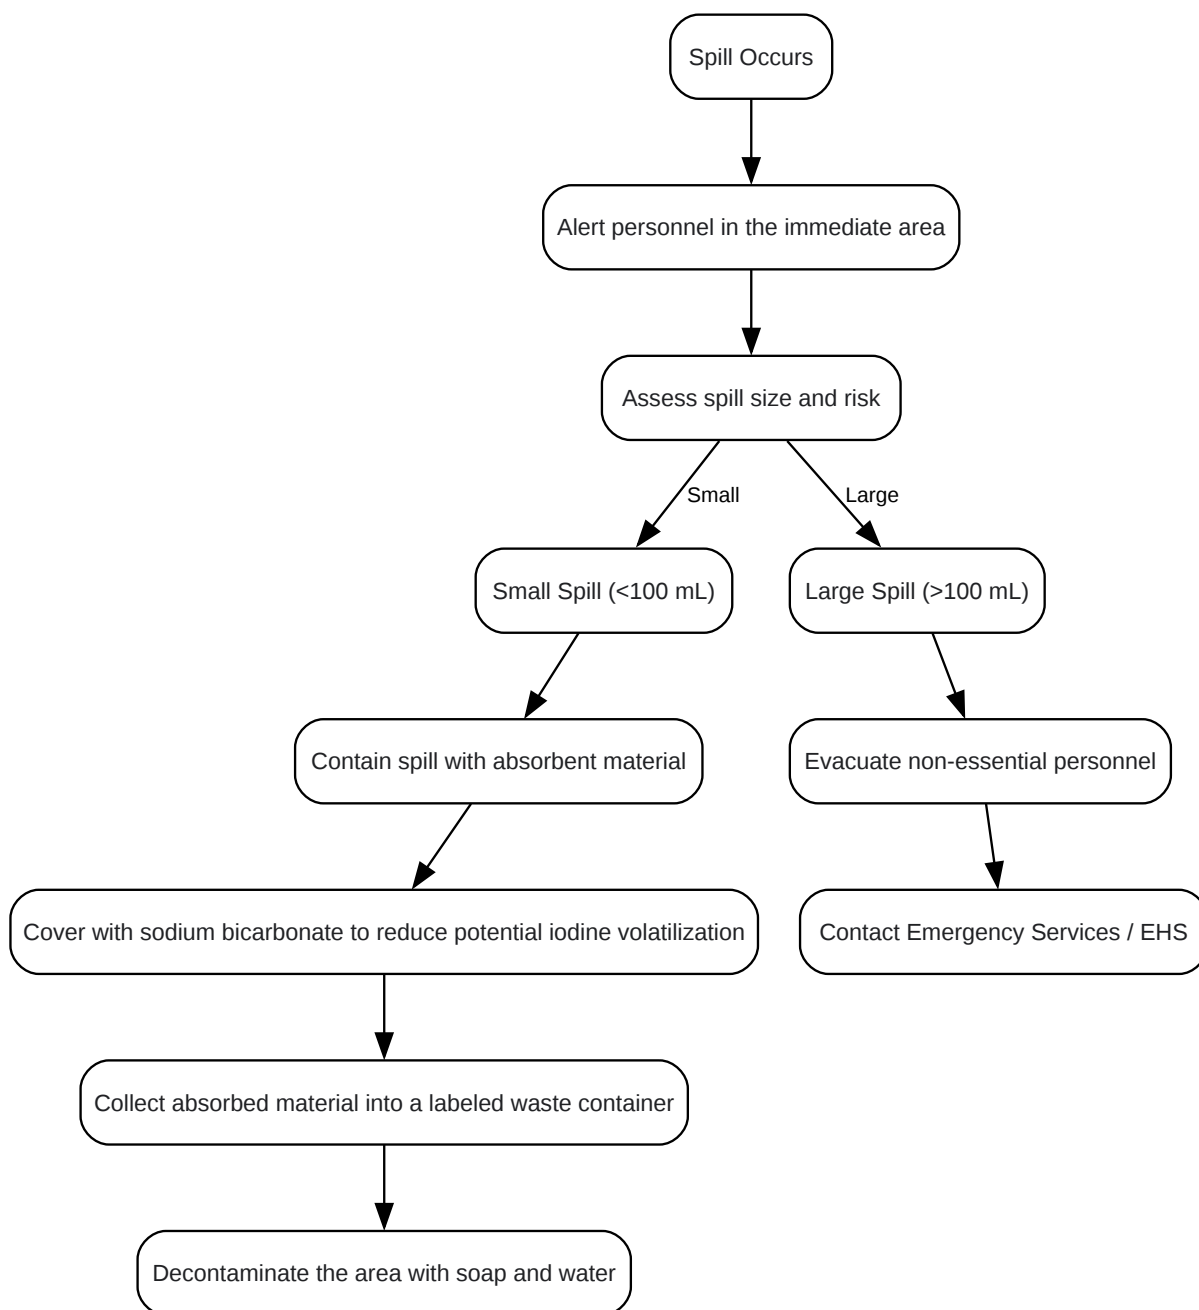 Spill Occurs
Alert personnel in the immediate area
Assess spill size and risk
Small
Large
Small Spill (<100 mL)
Large Spill (>100 mL)
Contain spill with absorbent material
Evacuate non-essential personnel
Cover with sodium bicarbonate to reduce potential iodine volatilization
Contact Emergency Services / EHS
Collect absorbed material into a labeled waste container
Decontaminate the area with soap and water